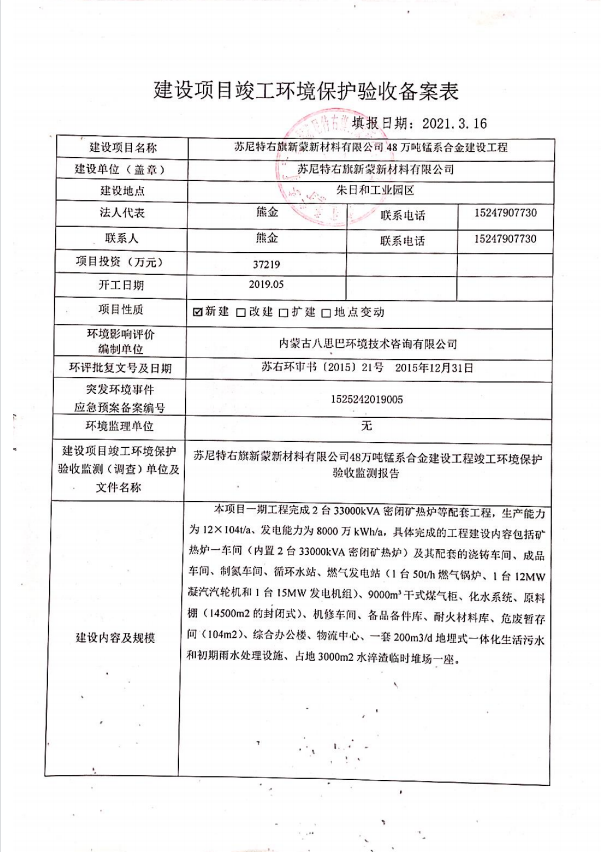 建设项目竣工环境保护验收备案表
填报日期：2021.3.16
建设项目名称 苏尼特右旗新蒙新材料有限公司 48 万吨锰系合金建设工程
建设单位（盖章） 苏尼特右旗新蒙新材料有限公司
建设地点 朱日和工业园区
法人代表 熊金 联系电话 15247907730
联系人 熊金 联系电话 15247907730
项目投资（万元） 37219
开工日期 2019.05
项目性质 ☑新建 □改建 □扩建 □地点变动
环境影响评价
编制单位
内蒙古八思巴环境技术咨询有限公司
环评批复文号及日期 苏右环审书〔2015〕21号 2015年12月31日
突发环境事件
应急预案备案编号
1525242019005
环境监理单位 无
建设项目竣工环境保护
验收监测（调查）单位及
文件名称
苏尼特右旗新蒙新材料有限公司48万吨锰系合金建设工程竣工环境保护
验收监测报告
建设内容及规模
本项目一期工程完成 2 台 33000kVA 密闭矿热炉等配套工程，生产能力
为 12×104t/a、发电能力为 8000 万 kWh/a，具体完成的工程建设内容包括矿
热炉一车间（内置 2 台 33000kVA 密闭矿热炉）及其配套的浇铸车间、成品
车间、制氮车间、循环水站、燃气发电站（1 台 50t/h 燃气锅炉、1 台 12MW
凝汽汽轮机和 1 台 15MW 发电机组）、9000m³ 干式煤气柜、化水系统、原料
棚（14500m2 的封闭式）、机修车间、备品备件库、耐火材料库、危废暂存
间（104m2）、综合办公楼、物流中心、一套 200m3/d 地埋式一体化生活污水
和初期雨水处理设施、占地 3000m2 水淬渣临时堆场一座。